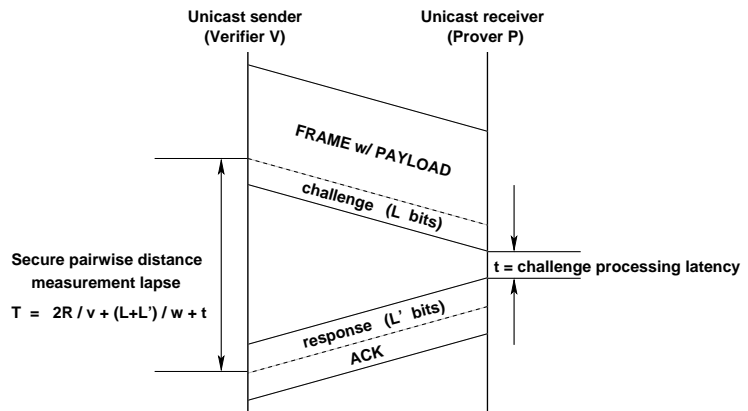 Unicast sender
(Verifier V)
Unicast receiver
(Prover P)
FRAME w/ PAYLOAD
challenge (L bits)
Secure pairwise distance
measurement lapse
T = 2R / v + (L+L') / w + t
t = challenge processing latency
response (L' bits)
ACK